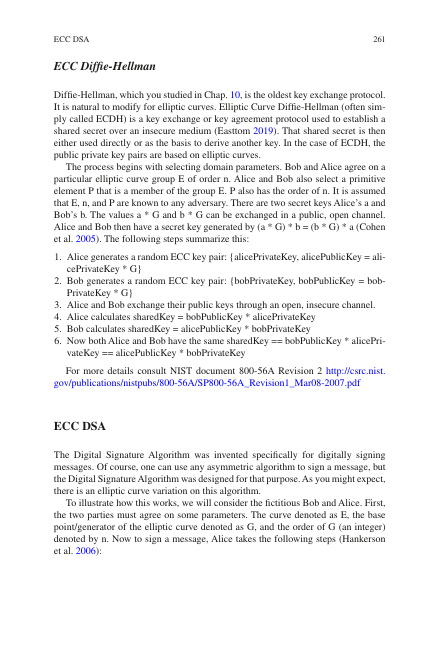 ECC DSA 261
ECC Diffie-Hellman
Diffie-Hellman, which you studied in Chap. 10, is the oldest key exchange protocol.
It is natural to modify for elliptic curves. Elliptic Curve Diffie-Hellman (often sim-
ply called ECDH) is a key exchange or key agreement protocol used to establish a
shared secret over an insecure medium (Easttom 2019). That shared secret is then
either used directly or as the basis to derive another key. In the case of ECDH, the
public private key pairs are based on elliptic curves.
The process begins with selecting domain parameters. Bob and Alice agree on a
particular elliptic curve group E of order n. Alice and Bob also select a primitive
element P that is a member of the group E. P also has the order of n. It is assumed
that E, n, and P are known to any adversary. There are two secret keys Alice's a and
Bob's b. The values a * G and b * G can be exchanged in a public, open channel.
Alice and Bob then have a secret key generated by (a * G) * b = (b * G) * a (Cohen
et al. 2005). The following steps summarize this:
1. Alice generates a random ECC key pair: {alicePrivateKey, alicePublicKey = ali-
cePrivateKey * G}
2. Bob generates a random ECC key pair: {bobPrivateKey, bobPublicKey = bob-
PrivateKey * G}
3. Alice and Bob exchange their public keys through an open, insecure channel.
4. Alice calculates sharedKey = bobPublicKey * alicePrivateKey
5. Bob calculates sharedKey = alicePublicKey * bobPrivateKey
6. Now both Alice and Bob have the same sharedKey == bobPublicKey * alicePri-
vateKey == alicePublicKey * bobPrivateKey
For more details consult NIST document 800-56A Revision 2 http://csrc.nist.
gov/publications/nistpubs/800-56A/SP800-56A_Revision1_Mar08-2007.pdf
ECC DSA
The Digital Signature Algorithm was invented specifically for digitally signing
messages. Of course, one can use any asymmetric algorithm to sign a message, but
the Digital Signature Algorithm was designed for that purpose. As you might expect,
there is an elliptic curve variation on this algorithm.
To illustrate how this works, we will consider the fictitious Bob and Alice. First,
the two parties must agree on some parameters. The curve denoted as E, the base
point/generator of the elliptic curve denoted as G, and the order of G (an integer)
denoted by n. Now to sign a message, Alice takes the following steps (Hankerson
et al. 2006):